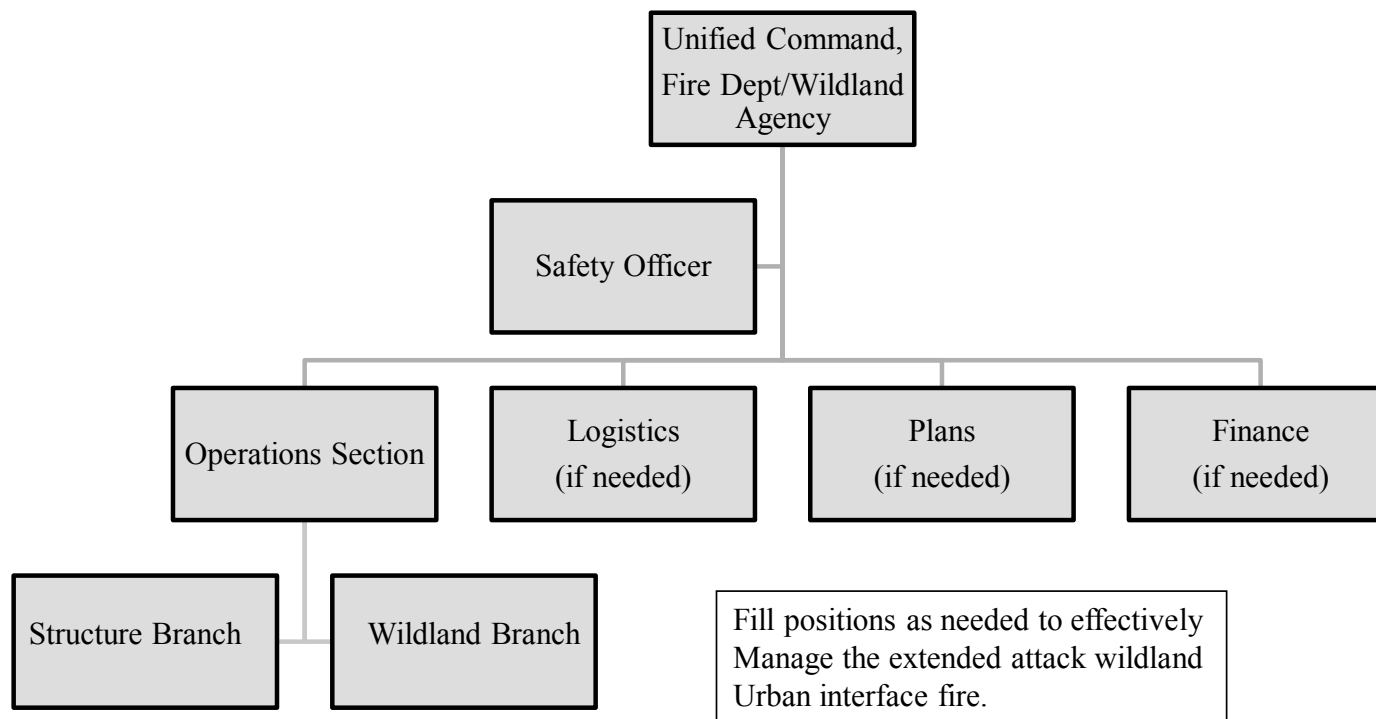 Unified Command,
Fire Dept/Wildland
Agency
Safety Officer
Operations Section
Logistics
(if needed)
Plans
(if needed)
Finance
(if needed)
Structure Branch
Wildland Branch
Fill positions as needed to effectively
Manage the extended attack wildland
Urban interface fire.